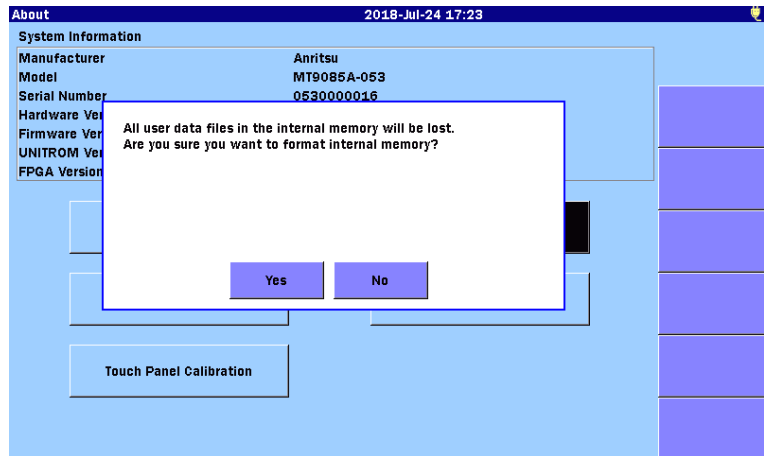 About 2018-Jul-24 17:23
System Information
Manufacturer Anritsu
Model MT9085A-053
Serial Number 0530000016
Hardware Ver
Firmware Ver
UNITROM Ver
FPGA Version
All user data files in the internal memory will be lost.
Are you sure you want to format internal memory?
Yes No
Touch Panel Calibration